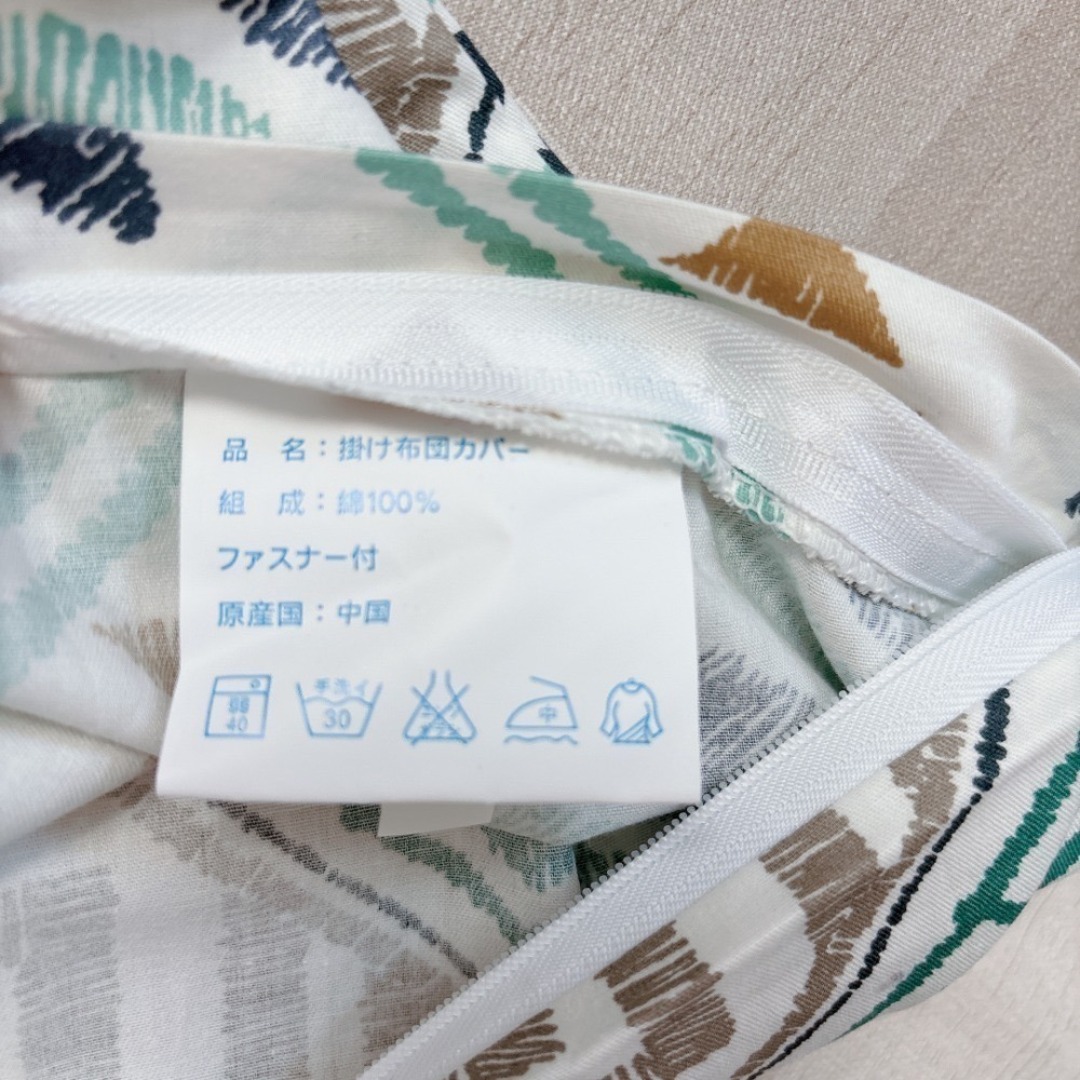 品 名：掛け布団カバー
組 成：綿100%
ファスナー付
原産国：中国
40 手洗イ 30 中